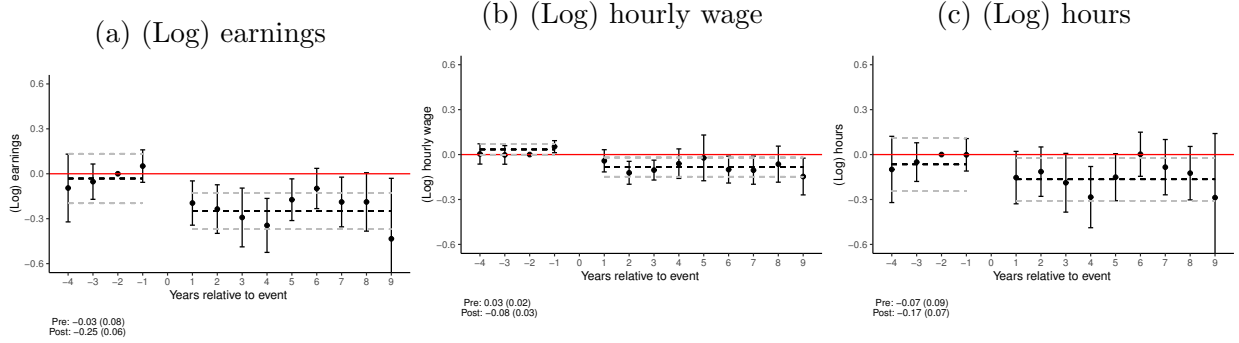 (a) (Log) earnings
0.6
0.3
0.0
−0.3
−0.6
(Log) earnings
−4 −3 −2 −1 0 1 2 3 4 5 6 7 8 9
Years relative to event
Pre: −0.03 (0.08)
Post: −0.25 (0.06)
(b) (Log) hourly wage
0.6
0.3
0.0
−0.3
−0.6
(Log) hourly wage
−4 −3 −2 −1 0 1 2 3 4 5 6 7 8 9
Years relative to event
Pre: 0.03 (0.02)
Post: −0.08 (0.03)
(c) (Log) hours
0.6
0.3
0.0
−0.3
−0.6
(Log) hours
−4 −3 −2 −1 0 1 2 3 4 5 6 7 8 9
Years relative to event
Pre: −0.07 (0.09)
Post: −0.17 (0.07)